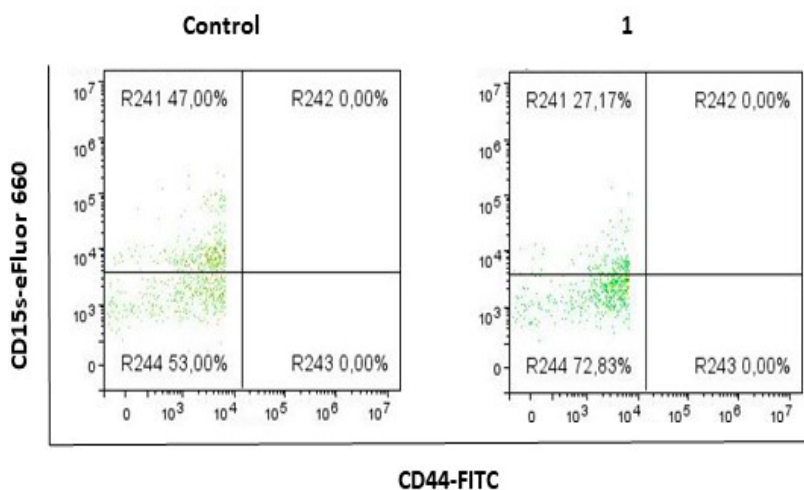 Control
1
R241 47,00%
R242 0,00%
R244 53,00%
R243 0,00%
10⁷
10⁶
10⁵
10⁴
10³
0
0
10³
10⁴
10⁵
10⁶
10⁷
R241 27,17%
R242 0,00%
R244 72,83%
R243 0,00%
10⁷
10⁶
10⁵
10⁴
10³
0
0
10³
10⁴
10⁵
10⁶
10⁷
CD15s-eFluor 660
CD44-FITC